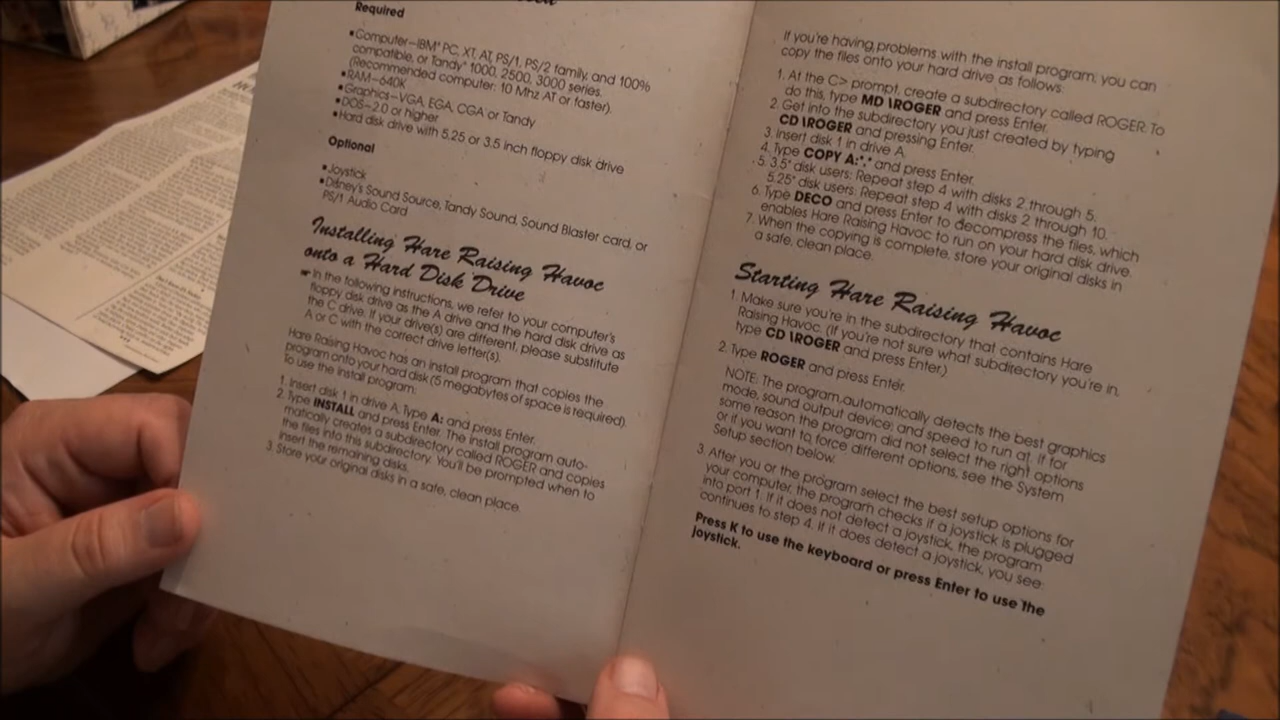 Required
•Computer—IBM® PC, XT, AT, PS/1, PS/2 family, and 100%
compatible, or Tandy® 1000, 2500, 3000 series.
(Recommended computer: 10 Mhz AT or faster).
•RAM—640K
•Graphics—VGA, EGA, CGA or Tandy
•DOS—2.0 or higher
•Hard disk drive with 5.25 or 3.5 inch floppy disk drive
Optional
•Joystick
•Disney's Sound Source, Tandy Sound, Sound Blaster card, or
PS/1 Audio Card
Installing Hare Raising Havoc
onto a Hard Disk Drive
☛ In the following instructions, we refer to your computer's
floppy disk drive as the A drive and the hard disk drive as
the C drive. If your drive(s) are different, please substitute
A or C with the correct drive letter(s).
Hare Raising Havoc has an install program that copies the
program onto your hard disk (5 megabytes of space is required).
To use the install program:
1. Insert disk 1 in drive A. Type A: and press Enter.
2. Type INSTALL and press Enter. The install program auto-
matically creates a subdirectory called ROGER and copies
the files into this subdirectory. You'll be prompted when to
insert the remaining disks.
3. Store your original disks in a safe, clean place.
If you're having problems with the install program, you can
copy the files onto your hard drive as follows:
1. At the C> prompt, create a subdirectory called ROGER. To
do this, type MD \ROGER and press Enter.
2. Get into the subdirectory you just created by typing
CD \ROGER and pressing Enter.
3. Insert disk 1 in drive A.
4. Type COPY A:*.* and press Enter.
5. 3.5" disk users: Repeat step 4 with disks 2 through 5.
5.25" disk users: Repeat step 4 with disks 2 through 10.
6. Type DECO and press Enter to decompress the files, which
enables Hare Raising Havoc to run on your hard disk drive.
7. When the copying is complete, store your original disks in
a safe, clean place.
Starting Hare Raising Havoc
1. Make sure you're in the subdirectory that contains Hare
Raising Havoc. (If you're not sure what subdirectory you're in,
type CD \ROGER and press Enter.)
2. Type ROGER and press Enter.
NOTE: The program automatically detects the best graphics
mode, sound output device, and speed to run at. If for
some reason the program did not select the right options
or if you want to force different options, see the System
Setup section below.
3. After you or the program select the best setup options for
your computer, the program checks if a joystick is plugged
into port 1. If it does not detect a joystick, the program
continues to step 4. If it does detect a joystick, you see:
Press K to use the keyboard or press Enter to use the
joystick.